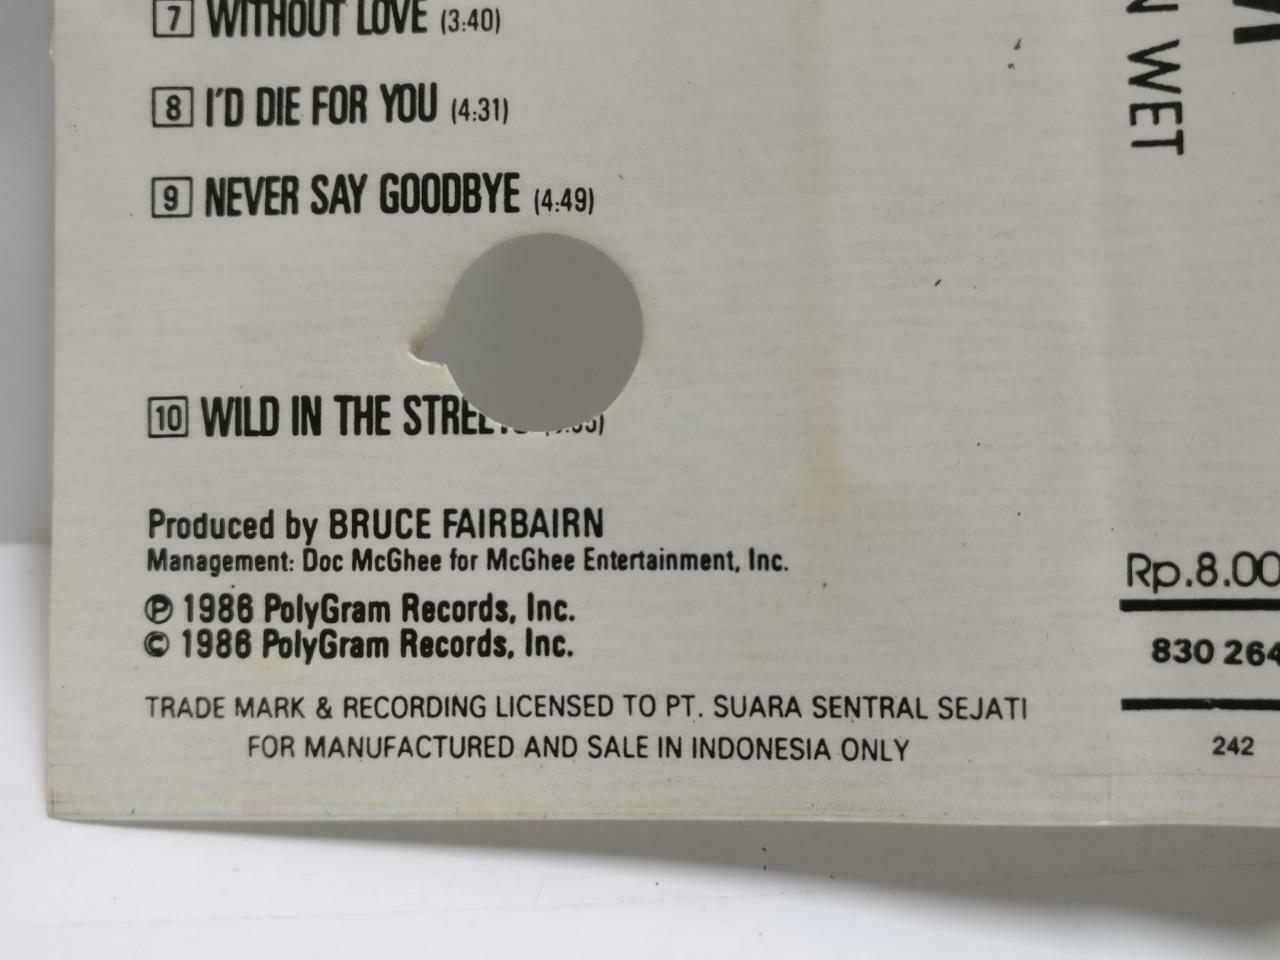 7 WITHOUT LOVE (3:40)
8 I'D DIE FOR YOU (4:31)
9 NEVER SAY GOODBYE (4:49)
10 WILD IN THE STREETS
Produced by BRUCE FAIRBAIRN
Management: Doc McGhee for McGhee Entertainment, Inc.
℗ 1986 PolyGram Records, Inc.
© 1986 PolyGram Records, Inc.
TRADE MARK & RECORDING LICENSED TO PT. SUARA SENTRAL SEJATI
FOR MANUFACTURED AND SALE IN INDONESIA ONLY
WET
Rp.8.00
830 264
242